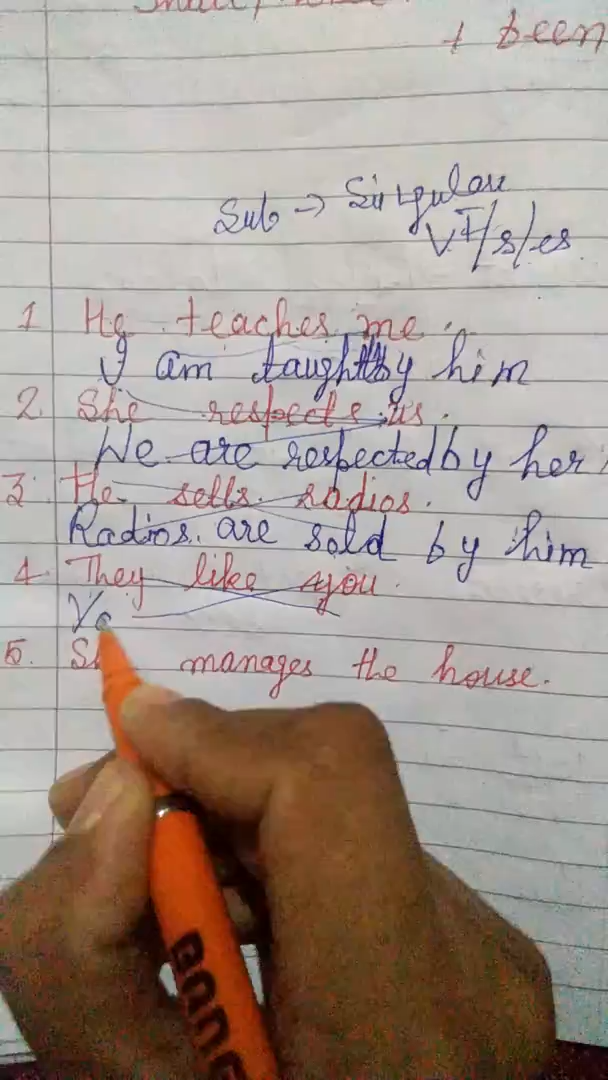 + been
Sub → Singular
V1/s/es
1 He teaches me.
I am taught by him
2. She respects us.
We are respected by her.
3. He sells radios.
Radios are sold by him
4. They like you.
Yo
5. manages the house.
BANG